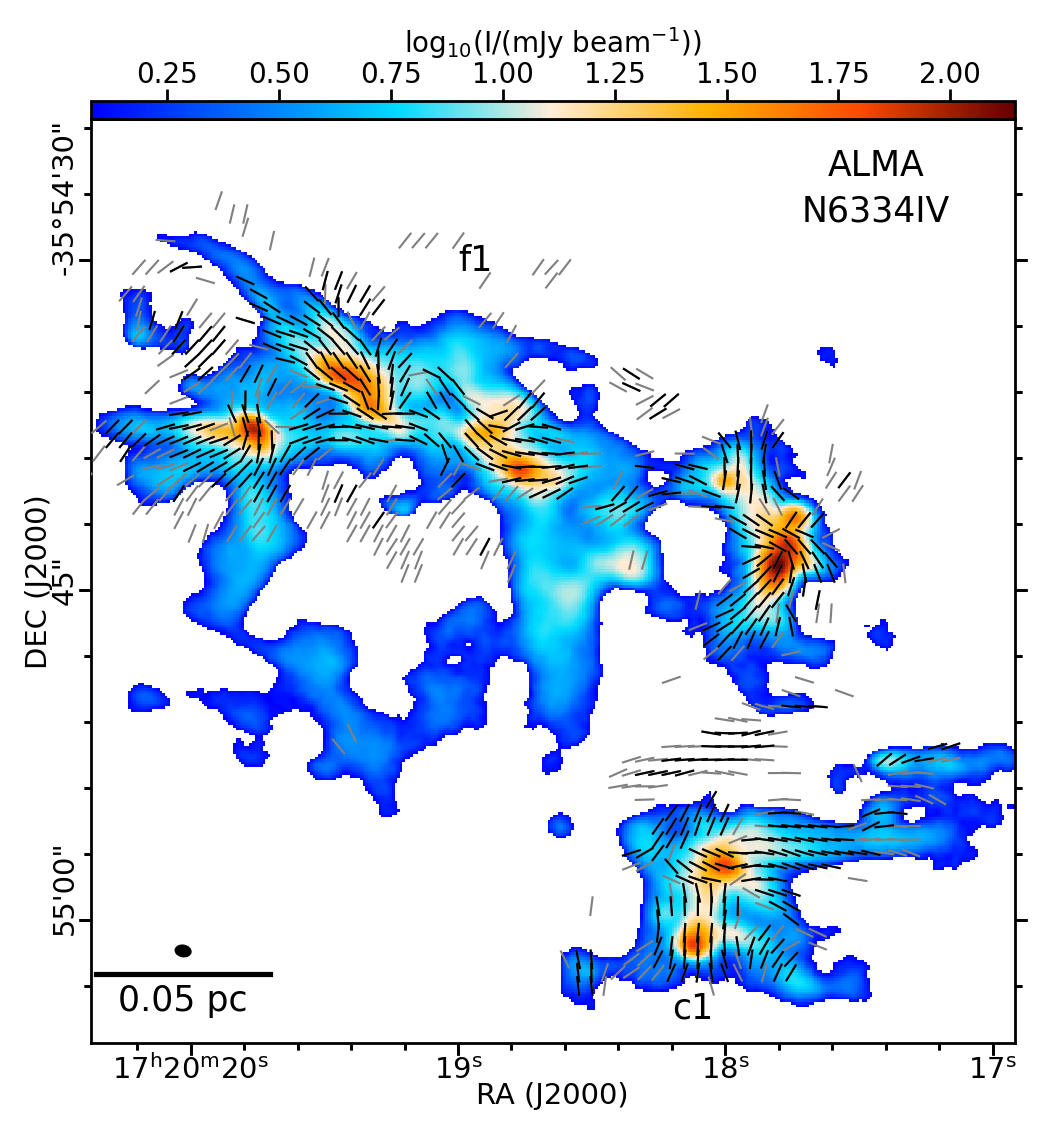 log₁₀(I/(mJy beam⁻¹))
0.25 0.50 0.75 1.00 1.25 1.50 1.75 2.00
ALMA
N6334IV
-35°54'30"
f1
45"
DEC (J2000)
55'00"
0.05 pc
c1
17ʰ20ᵐ20ˢ 19ˢ 18ˢ 17ˢ
RA (J2000)